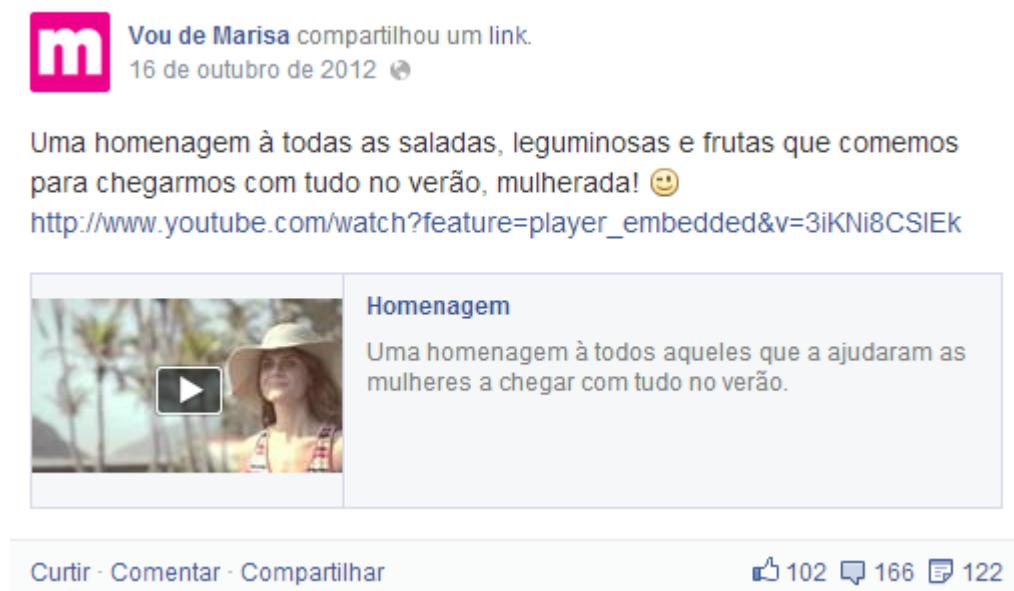 m
Vou de Marisa compartilhou um link.
16 de outubro de 2012
Uma homenagem à todas as saladas, leguminosas e frutas que comemos
para chegarmos com tudo no verão, mulherada!
http://www.youtube.com/watch?feature=player_embedded&v=3iKNi8CSlEk
Homenagem
Uma homenagem à todos aqueles que a ajudaram as
mulheres a chegar com tudo no verão.
Curtir · Comentar · Compartilhar 102 166 122